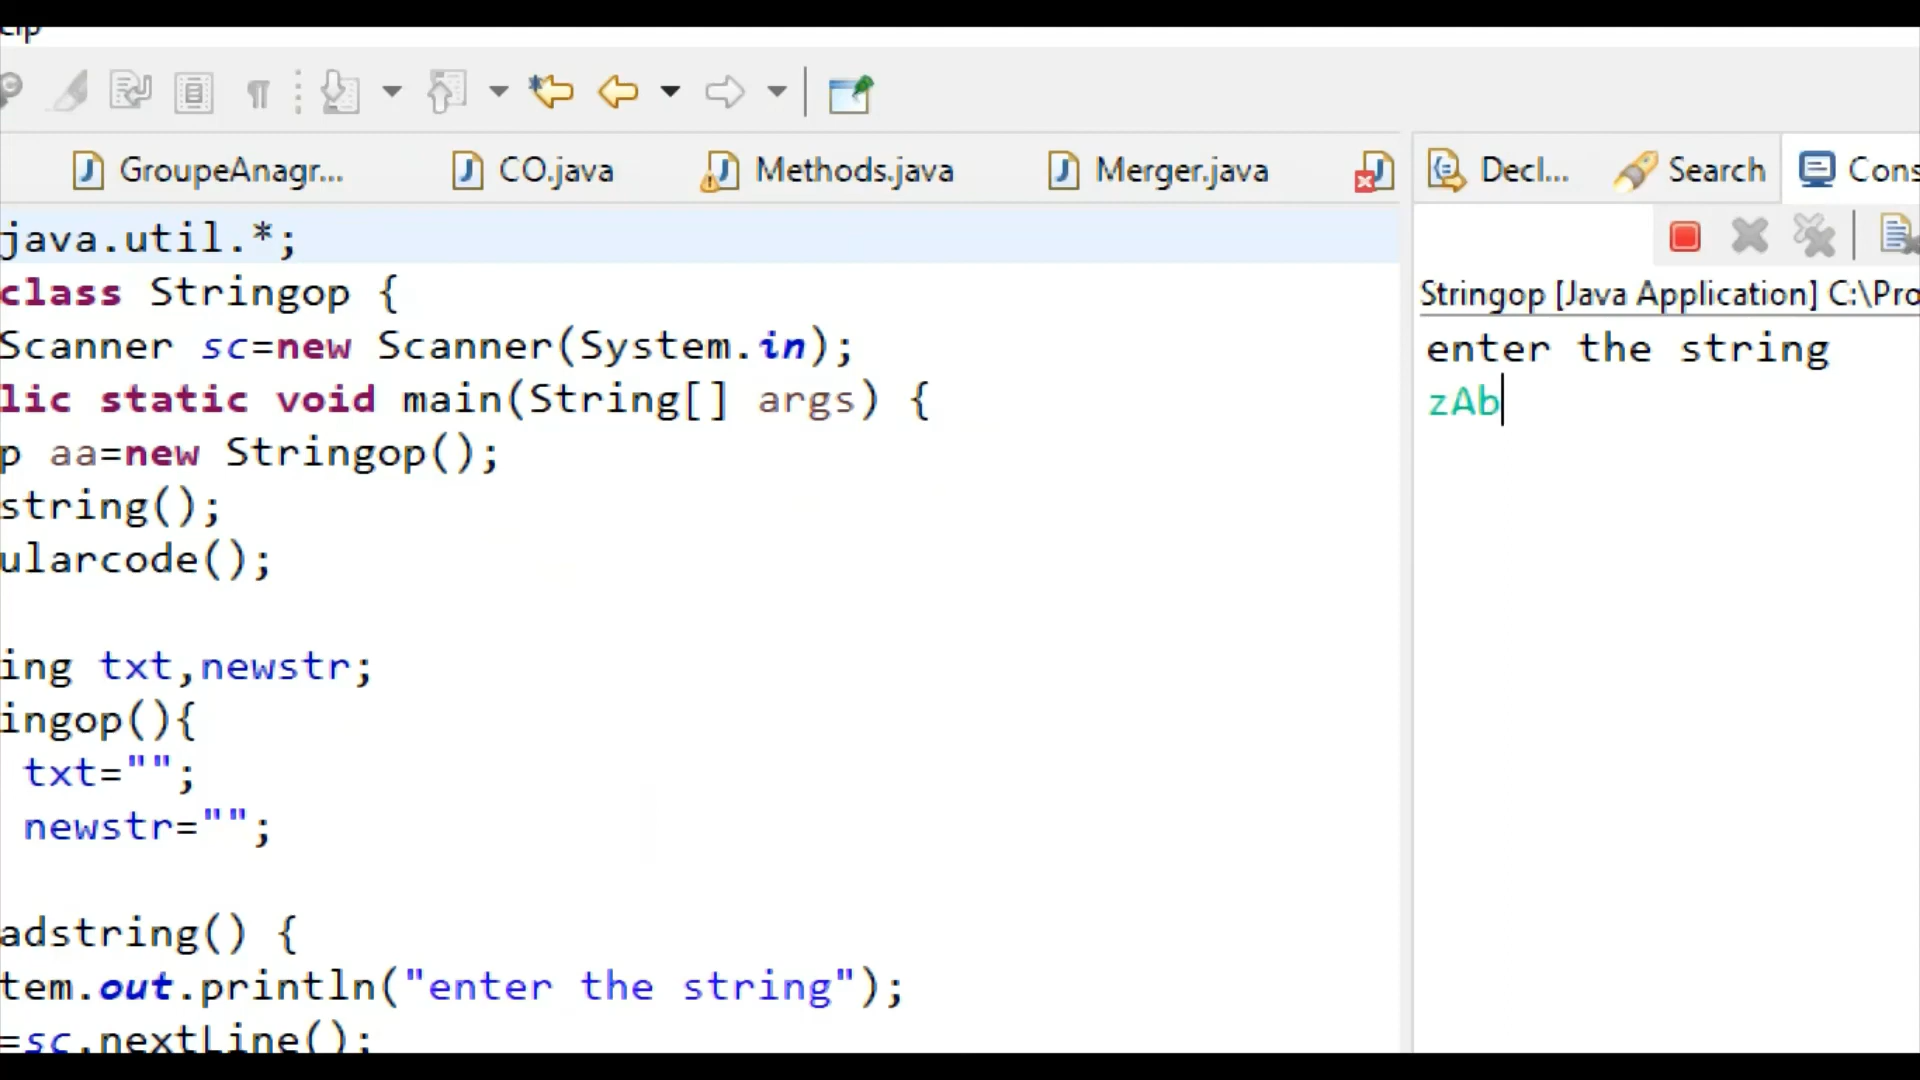 GroupeAnagr... CO.java Methods.java Merger.java Decl... Search Cons
java.util.*;
class Stringop {
Scanner sc=new Scanner(System.in);
lic static void main(String[] args) {
p aa=new Stringop();
string();
ularcode();
ing txt,newstr;
ingop(){
txt="";
newstr="";
adstring() {
tem.out.println("enter the string");
=sc.nextLine();
Stringop [Java Application] C:\Pro
enter the string
zAb